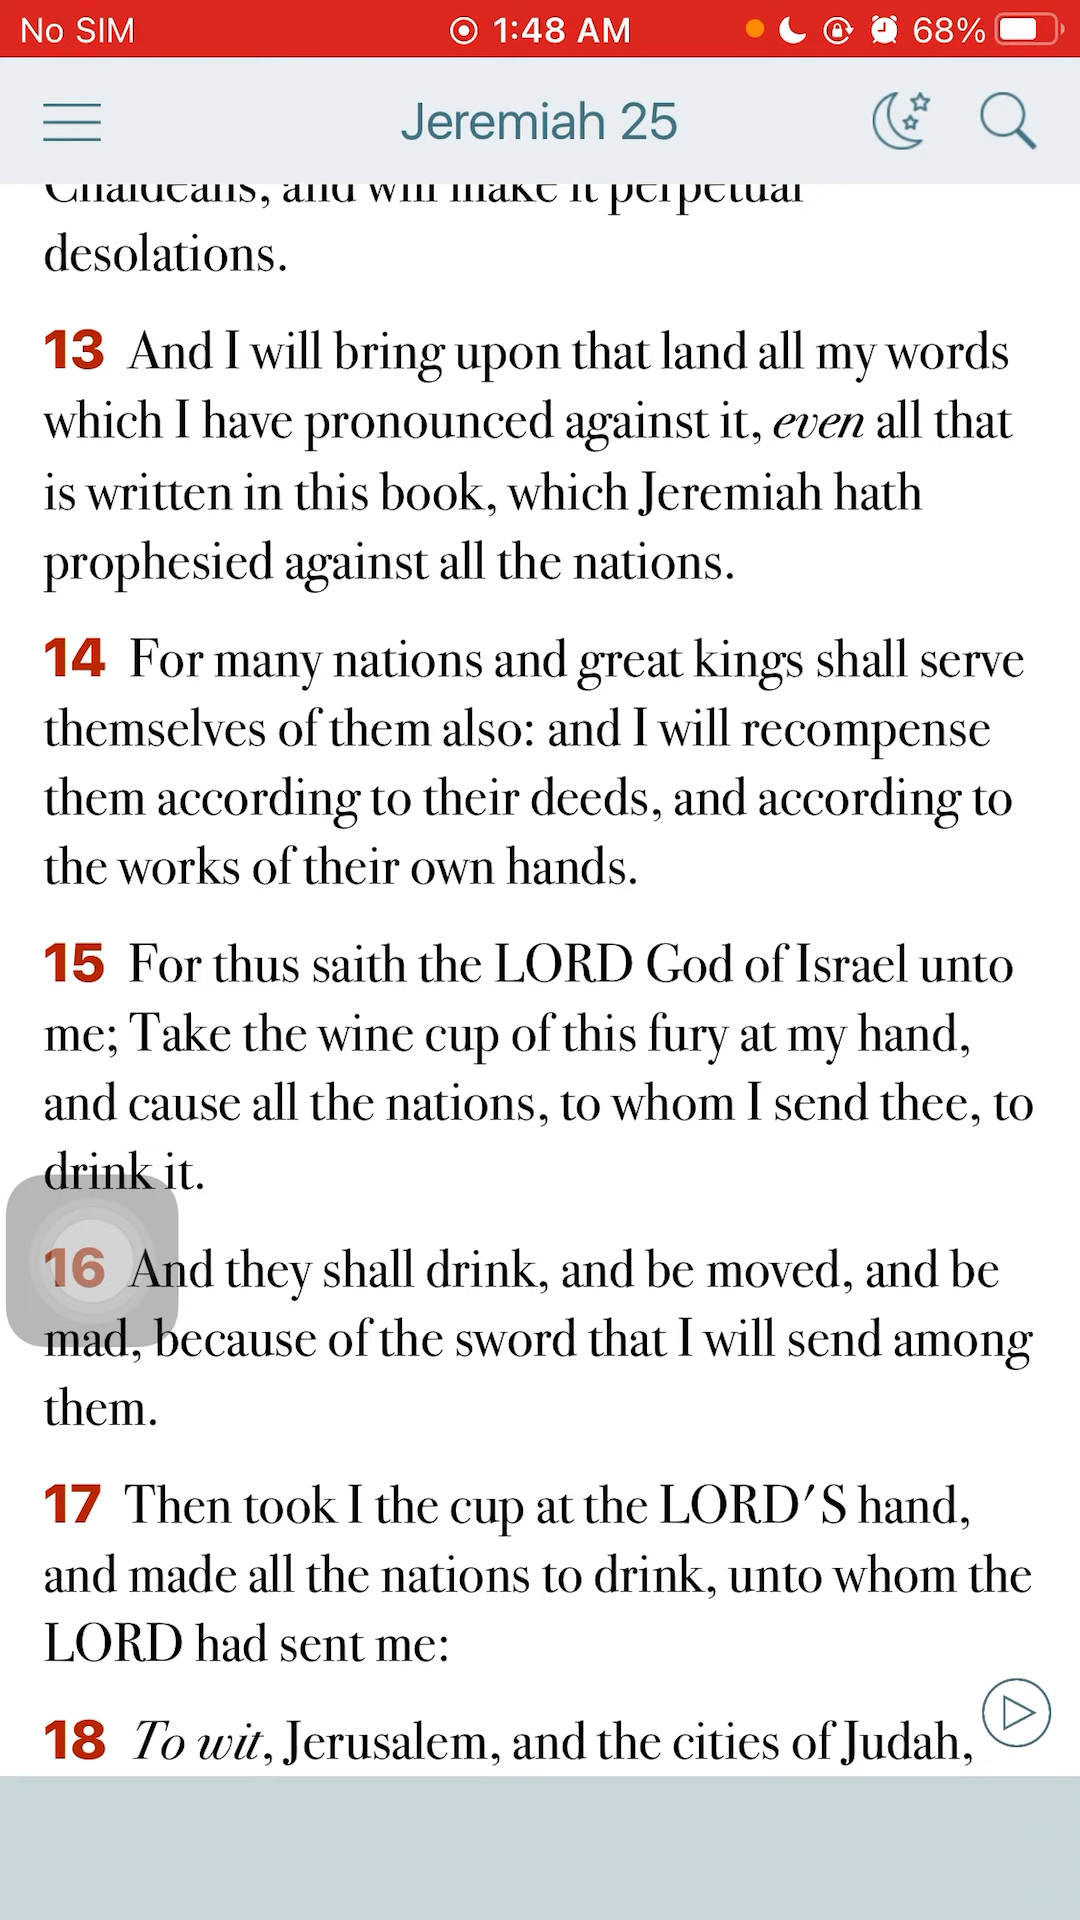 No SIM
1:48 AM
68%
Jeremiah 25
Chaldeans, and will make it perpetual
desolations.
13 And I will bring upon that land all my words
which I have pronounced against it, even all that
is written in this book, which Jeremiah hath
prophesied against all the nations.
14 For many nations and great kings shall serve
themselves of them also: and I will recompense
them according to their deeds, and according to
the works of their own hands.
15 For thus saith the LORD God of Israel unto
me; Take the wine cup of this fury at my hand,
and cause all the nations, to whom I send thee, to
drink it.
16 And they shall drink, and be moved, and be
mad, because of the sword that I will send among
them.
17 Then took I the cup at the LORD'S hand,
and made all the nations to drink, unto whom the
LORD had sent me:
18 To wit, Jerusalem, and the cities of Judah,